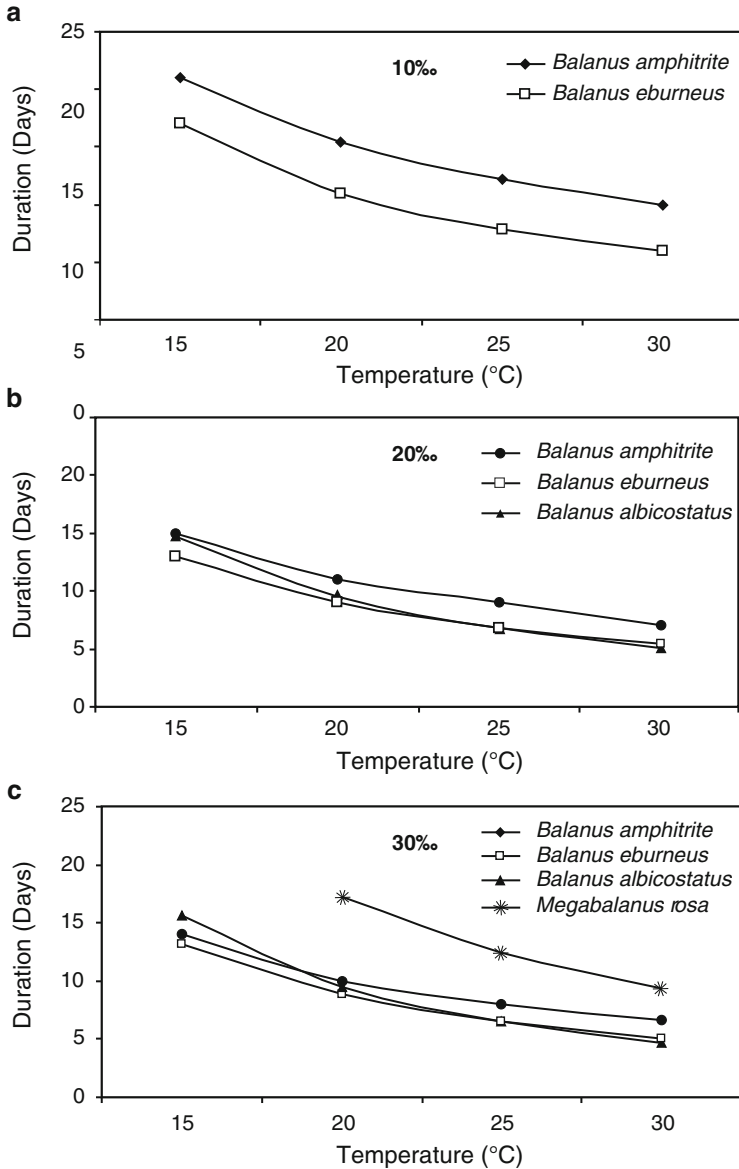 a
25
10‰
Balanus amphitrite
20
Balanus eburneus
15
10
Duration (Days)
15 20 25 30
5
Temperature (°C)
b
0
20‰
Balanus amphitrite
20
Balanus eburneus
Balanus albicostatus
15
10
5
0
Duration (Days)
15 20 25 30
Temperature (°C)
c
25
30‰
Balanus amphitrite
Balanus eburneus
20
Balanus albicostatus
Megabalanus rosa
15
10
5
0
Duration (Days)
15 20 25 30
Temperature (°C)